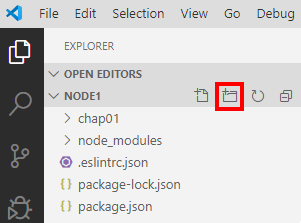 File Edit Selection View Go Debug
EXPLORER
OPEN EDITORS
NODE1
chap01
node_modules
.eslintrc.json
{} package-lock.json
{} package.json